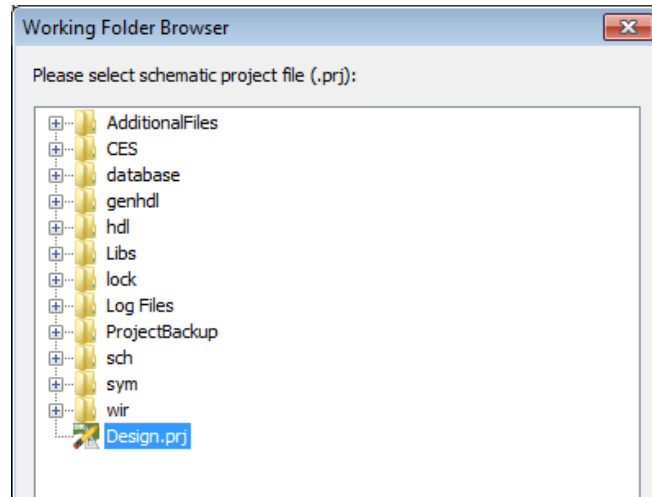 Working Folder Browser
Please select schematic project file (.prj):
AdditionalFiles
CES
database
genhdl
hdl
Libs
lock
Log Files
ProjectBackup
sch
sym
wir
Design.prj